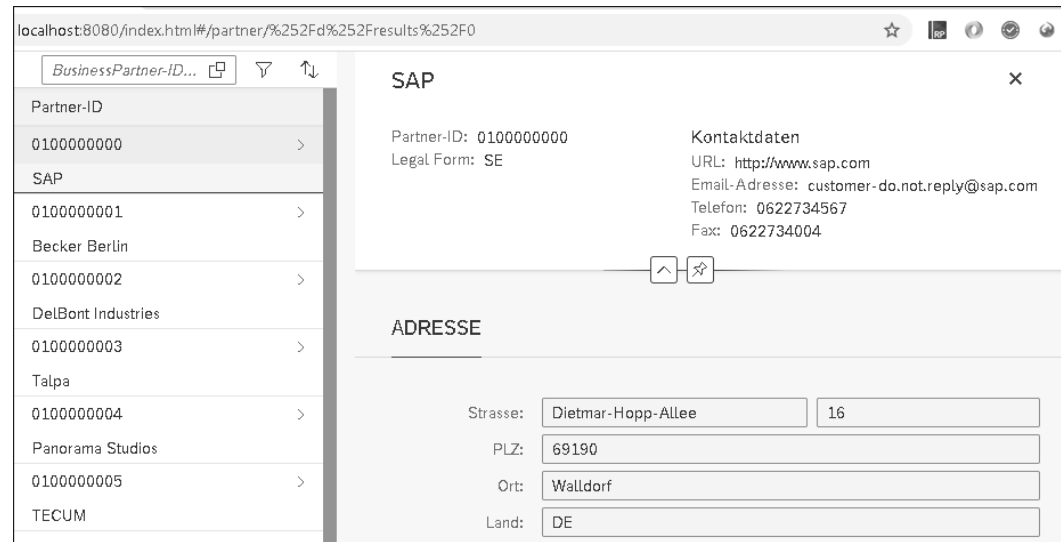 localhost:8080/index.html#/partner/%252Fd%252Fresults%252F0
RP
BusinessPartner-ID...
Partner-ID
0100000000
SAP
0100000001
Becker Berlin
0100000002
DelBont Industries
0100000003
Talpa
0100000004
Panorama Studios
0100000005
TECUM
SAP
Partner-ID: 0100000000
Legal Form: SE
Kontaktdaten
URL: http://www.sap.com
Email-Adresse: customer-do.not.reply@sap.com
Telefon: 0622734567
Fax: 0622734004
ADRESSE
Strasse: Dietmar-Hopp-Allee 16
PLZ: 69190
Ort: Walldorf
Land: DE